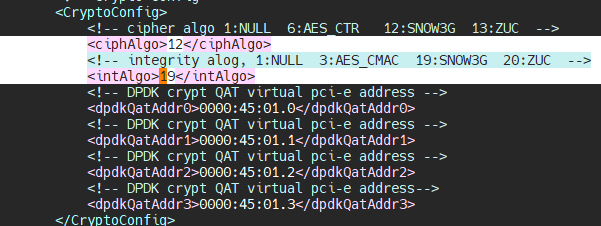 <CryptoConfig>
<!-- cipher algo 1:NULL  6:AES_CTR   12:SNOW3G  13:ZUC  -->
<ciphAlgo>12</ciphAlgo>
<!-- integrity alog, 1:NULL  3:AES_CMAC  19:SNOW3G  20:ZUC  -->
<intAlgo>19</intAlgo>
<!-- DPDK crypt QAT virtual pci-e address -->
<dpdkQatAddr0>0000:45:01.0</dpdkQatAddr0>
<!-- DPDK crypt QAT virtual pci-e address -->
<dpdkQatAddr1>0000:45:01.1</dpdkQatAddr1>
<!-- DPDK crypt QAT virtual pci-e address -->
<dpdkQatAddr2>0000:45:01.2</dpdkQatAddr2>
<!-- DPDK crypt QAT virtual pci-e address-->
<dpdkQatAddr3>0000:45:01.3</dpdkQatAddr3>
</CryptoConfig>